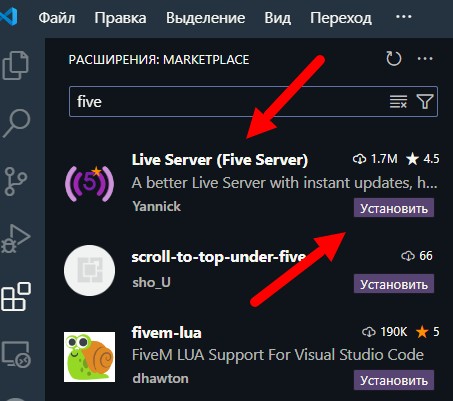 Файл Правка Выделение Вид Переход ...
РАСШИРЕНИЯ: MARKETPLACE
five
Live Server (Five Server) 1.7M 4.5
A better Live Server with instant updates, h...
Yannick Установить
scroll-to-top-under-five 66
sho_U Установить
fivem-lua 190K 5
FiveM LUA Support For Visual Studio Code
dhawton Установить